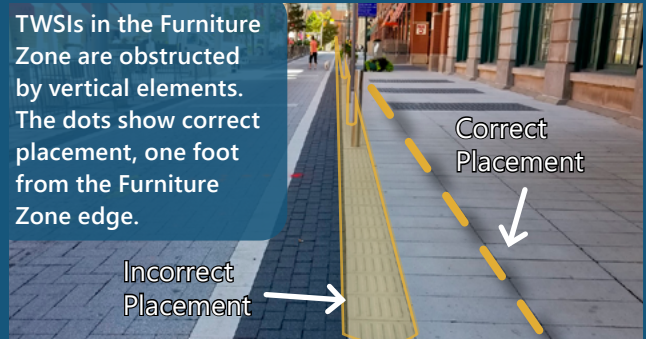 TWSIs in the Furniture
Zone are obstructed
by vertical elements.
The dots show correct
placement, one foot
from the Furniture
Zone edge.
Correct
Placement
Incorrect
Placement